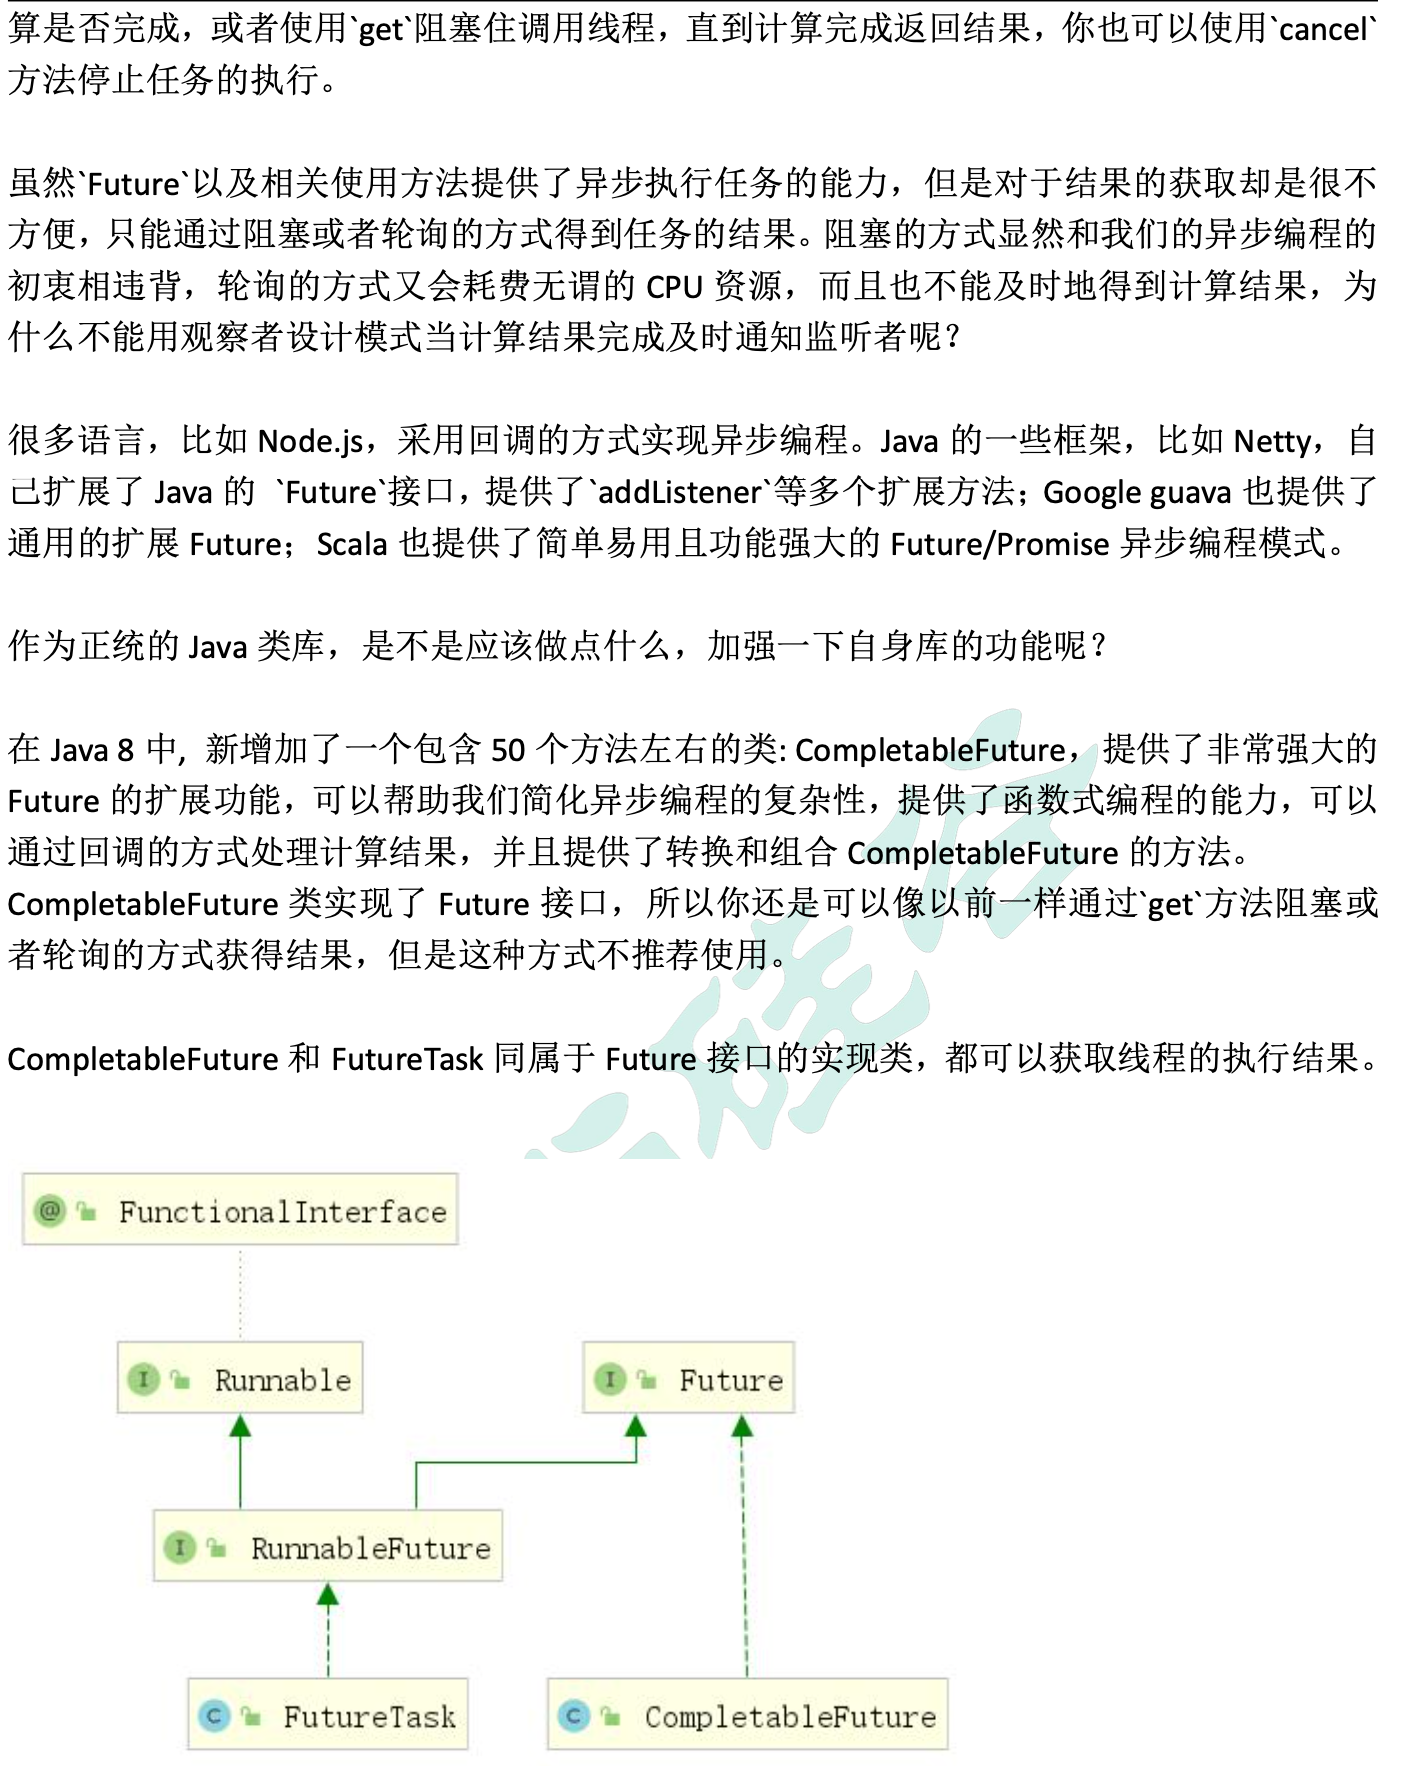 算是否完成，或者使用`get`阻塞住调用线程，直到计算完成返回结果，你也可以使用`cancel`
方法停止任务的执行。
虽然`Future`以及相关使用方法提供了异步执行任务的能力，但是对于结果的获取却是很不
方便，只能通过阻塞或者轮询的方式得到任务的结果。阻塞的方式显然和我们的异步编程的
初衷相违背，轮询的方式又会耗费无谓的 CPU 资源，而且也不能及时地得到计算结果，为
什么不能用观察者设计模式当计算结果完成及时通知监听者呢？
很多语言，比如 Node.js，采用回调的方式实现异步编程。Java 的一些框架，比如 Netty，自
己扩展了 Java 的 `Future`接口，提供了`addListener`等多个扩展方法；Google guava 也提供了
通用的扩展 Future；Scala 也提供了简单易用且功能强大的 Future/Promise 异步编程模式。
作为正统的 Java 类库，是不是应该做点什么，加强一下自身库的功能呢？
在 Java 8 中, 新增加了一个包含 50 个方法左右的类: CompletableFuture，提供了非常强大的
Future 的扩展功能，可以帮助我们简化异步编程的复杂性，提供了函数式编程的能力，可以
通过回调的方式处理计算结果，并且提供了转换和组合 CompletableFuture 的方法。
CompletableFuture 类实现了 Future 接口，所以你还是可以像以前一样通过`get`方法阻塞或
者轮询的方式获得结果，但是这种方式不推荐使用。
CompletableFuture 和 FutureTask 同属于 Future 接口的实现类，都可以获取线程的执行结果。
硅谷
@ FunctionalInterface
I Runnable
I Future
I RunnableFuture
C FutureTask
C CompletableFuture